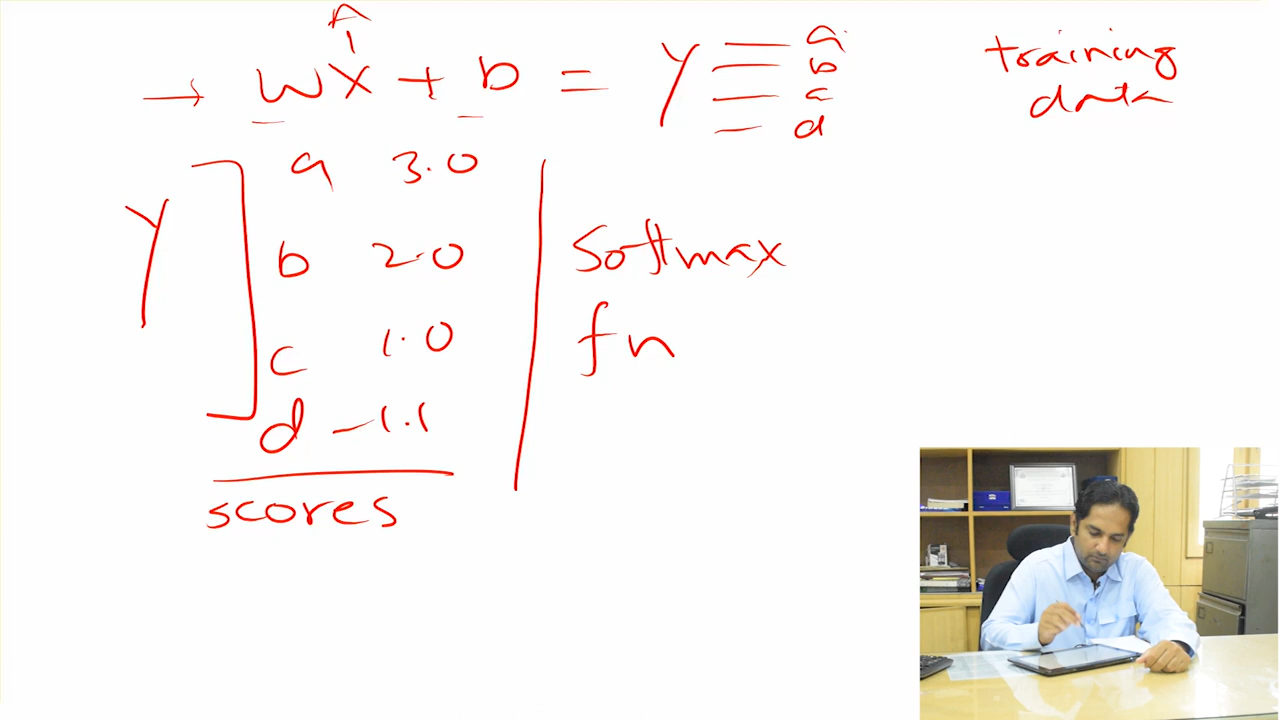 A
→ WX + b = Y a
b
c
d
training
data
Y a 3.0
b 2.0
c 1.0
d -1.1
scores
Softmax
fn